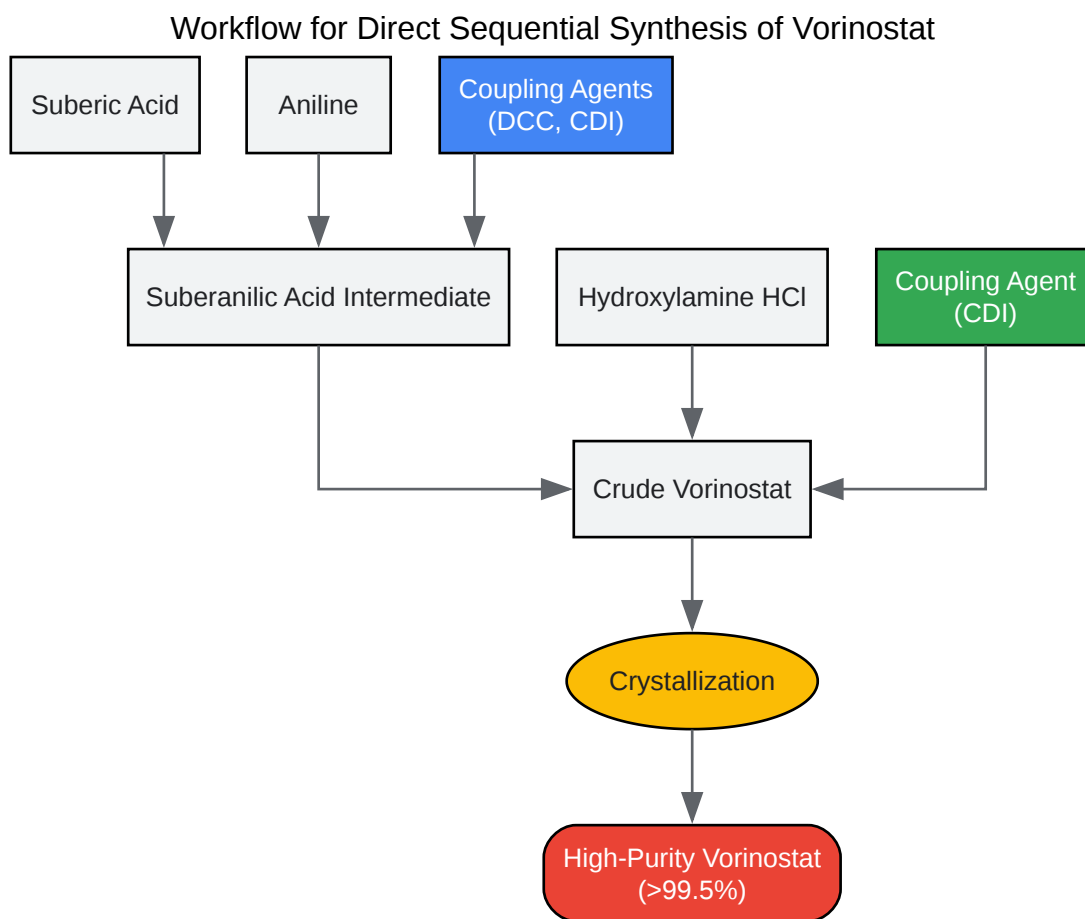 Workflow for Direct Sequential Synthesis of Vorinostat
Suberic Acid
Aniline
Coupling Agents
(DCC, CDI)
Suberanilic Acid Intermediate
Hydroxylamine HCl
Coupling Agent
(CDI)
Crude Vorinostat
Crystallization
High-Purity Vorinostat
(>99.5%)